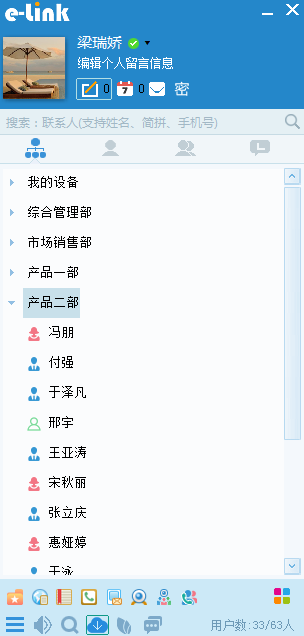 e-Link
梁瑞娇
编辑个人留言信息
0 7 0 密
搜索：联系人(支持姓名、简拼、手机号)
我的设备
综合管理部
市场销售部
产品一部
产品二部
冯朋
付强
于泽凡
邢宇
王亚涛
宋秋丽
张立庆
惠娅婷
于泳
用户数:33/63人